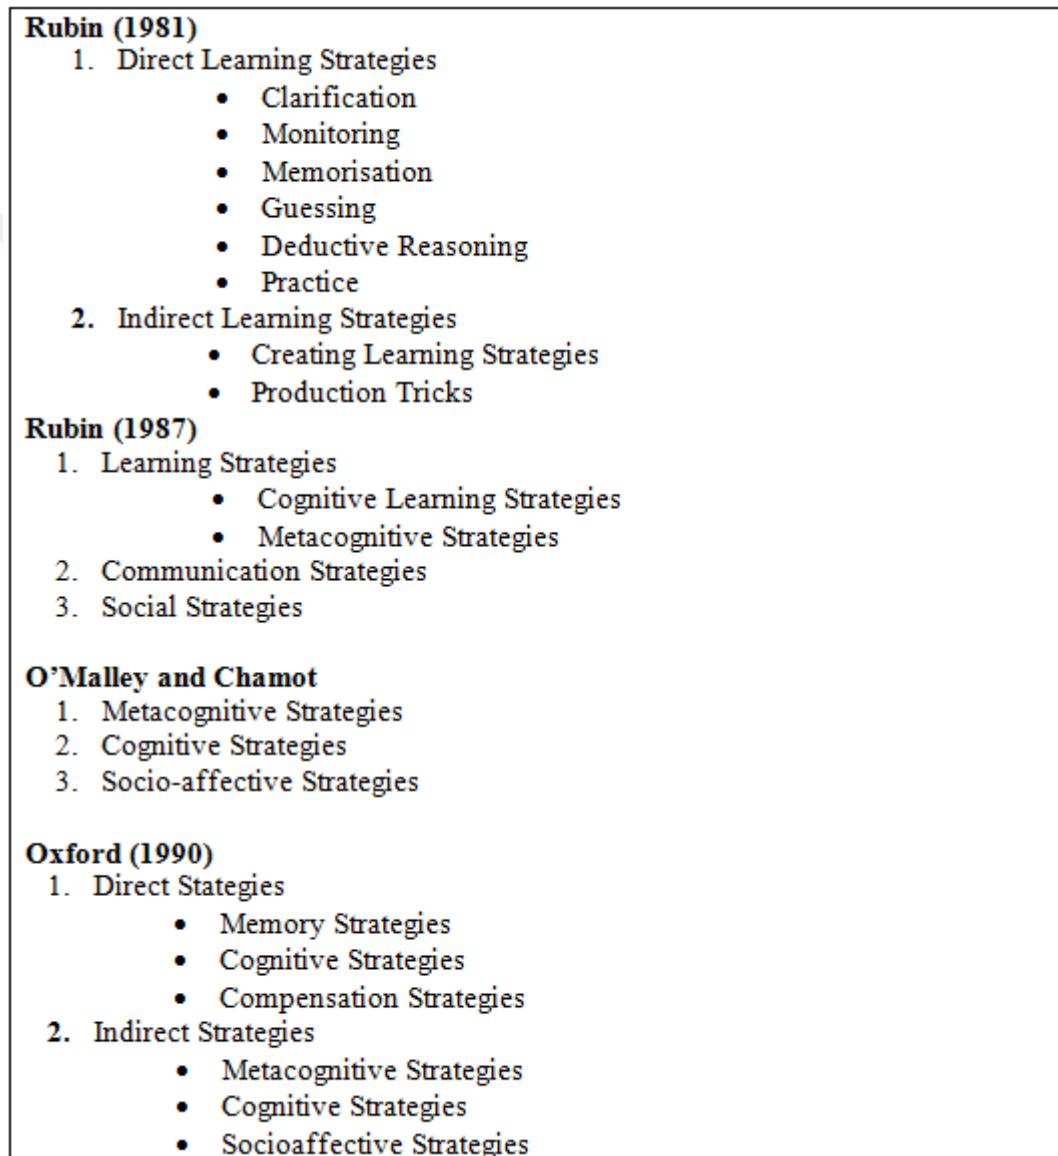 Rubin (1981)
1. Direct Learning Strategies
• Clarification
• Monitoring
• Memorisation
• Guessing
• Deductive Reasoning
• Practice
2. Indirect Learning Strategies
• Creating Learning Strategies
• Production Tricks
Rubin (1987)
1. Learning Strategies
• Cognitive Learning Strategies
• Metacognitive Strategies
2. Communication Strategies
3. Social Strategies
O’Malley and Chamot
1. Metacognitive Strategies
2. Cognitive Strategies
3. Socio-affective Strategies
Oxford (1990)
1. Direct Stategies
• Memory Strategies
• Cognitive Strategies
• Compensation Strategies
2. Indirect Strategies
• Metacognitive Strategies
• Cognitive Strategies
• Socioaffective Strategies